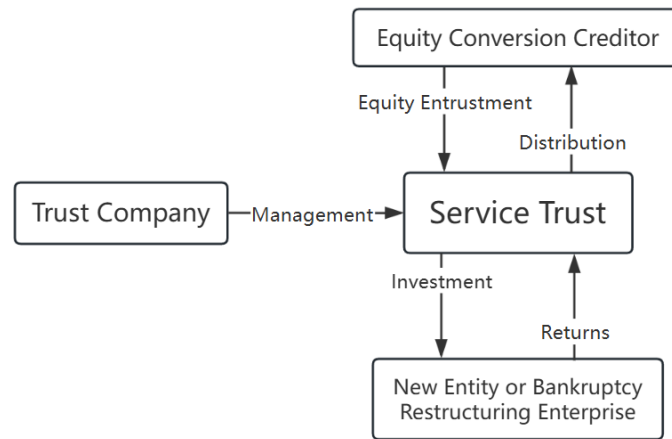 Equity Conversion Creditor
Equity Entrustment
Distribution
Trust Company
Management
Service Trust
Investment
Returns
New Entity or Bankruptcy
Restructuring Enterprise